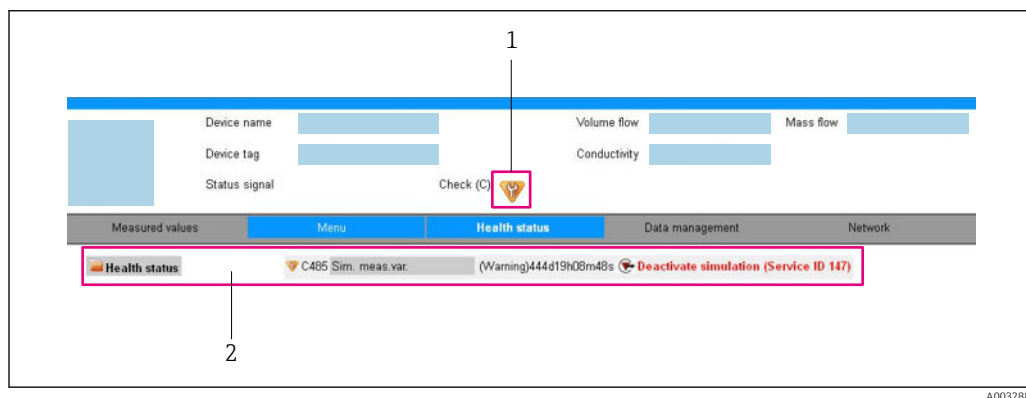 1
Device name Volume flow Mass flow
Device tag Conductivity
Status signal Check (C)
Measured values Menu Health status Data management Network
Health status C485 Sim. meas.var. (Warning)444d19h08m48s Deactivate simulation (Service ID 147)
2